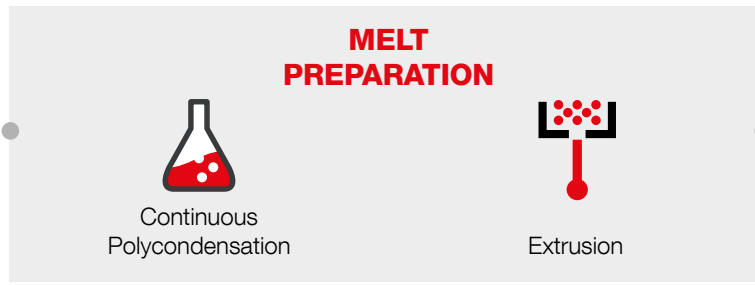 MELT
PREPARATION
Continuous
Polycondensation
Extrusion